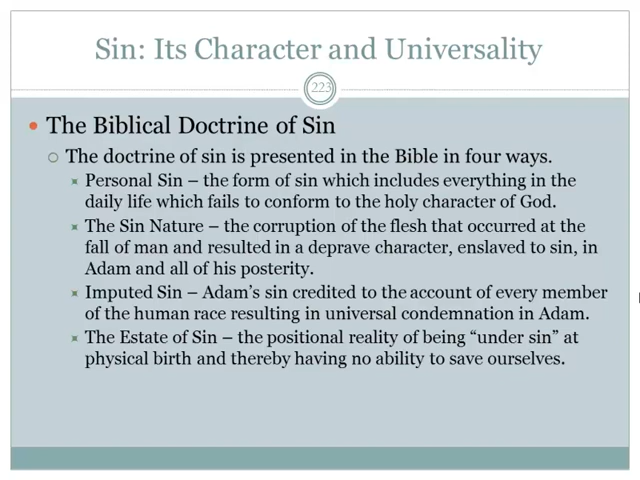 Sin: Its Character and Universality
223
The Biblical Doctrine of Sin
The doctrine of sin is presented in the Bible in four ways.
Personal Sin – the form of sin which includes everything in the
daily life which fails to conform to the holy character of God.
The Sin Nature – the corruption of the flesh that occurred at the
fall of man and resulted in a deprave character, enslaved to sin, in
Adam and all of his posterity.
Imputed Sin – Adam’s sin credited to the account of every member
of the human race resulting in universal condemnation in Adam.
The Estate of Sin – the positional reality of being “under sin” at
physical birth and thereby having no ability to save ourselves.